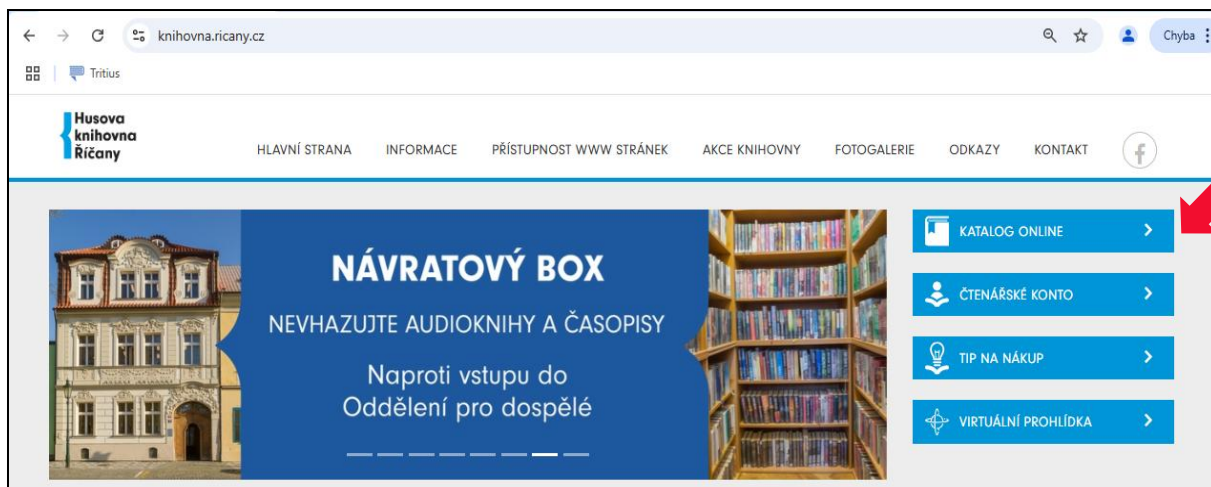 knihovna.ricany.cz
Chyba
Tritius
Husova
knihovna
Říčany
HLAVNÍ STRANA INFORMACE PŘÍSTUPNOST WWW STRÁNEK AKCE KNIHOVNY FOTOGALERIE ODKAZY KONTAKT f
NÁVRATOVÝ BOX
NEVHAZUJTE AUDIOKNIHY A ČASOPISY
Naproti vstupu do
Oddělení pro dospělé
KATALOG ONLINE
ČTENÁŘSKÉ KONTO
TIP NA NÁKUP
VIRTUÁLNÍ PROHLÍDKA